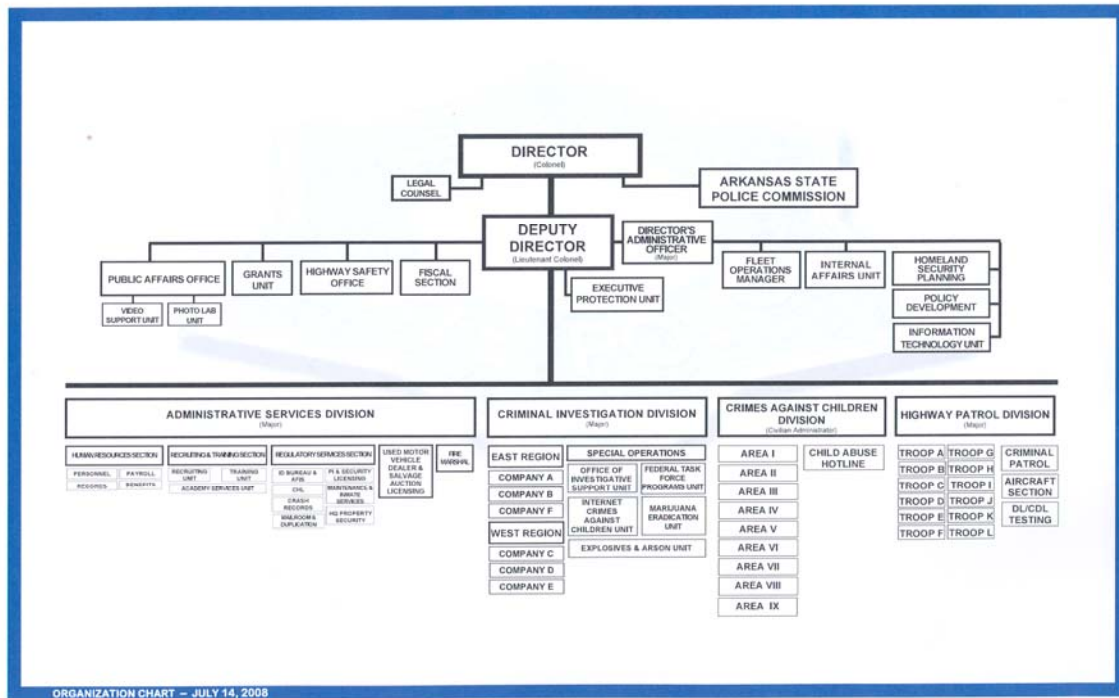 DIRECTOR
(Colonel)
LEGAL
COUNSEL
ARKANSAS STATE
POLICE COMMISSION
DEPUTY
DIRECTOR
(Lieutenant Colonel)
DIRECTOR'S
ADMINISTRATIVE
OFFICER
(Major)
PUBLIC AFFAIRS OFFICE
GRANTS
UNIT
HIGHWAY SAFETY
OFFICE
FISCAL
SECTION
EXECUTIVE
PROTECTION UNIT
FLEET
OPERATIONS
MANAGER
INTERNAL
AFFAIRS UNIT
HOMELAND
SECURITY
PLANNING
POLICY
DEVELOPMENT
INFORMATION
TECHNOLOGY UNIT
VIDEO
SUPPORT UNIT
PHOTO LAB
UNIT
ADMINISTRATIVE SERVICES DIVISION
(Major)
HUMAN RESOURCES SECTION
PERSONNEL
PAYROLL
RECORDS
BENEFITS
RECRUITING & TRAINING SECTION
RECRUITING
UNIT
TRAINING
UNIT
ACADEMY SERVICES UNIT
REGULATORY SERVICES SECTION
ID BUREAU &
AFIS
PI & SECURITY
LICENSING
CHL
MAINTENANCE &
INMATE
SERVICES
CRASH
RECORDS
MAILROOM &
DUPLICATION
HQ PROPERTY
SECURITY
USED MOTOR
VEHICLE
DEALER &
SALVAGE
AUCTION
LICENSING
FIRE
MARSHAL
CRIMINAL INVESTIGATION DIVISION
(Major)
EAST REGION
COMPANY A
COMPANY B
COMPANY F
WEST REGION
COMPANY C
COMPANY D
COMPANY E
SPECIAL OPERATIONS
OFFICE OF
INVESTIGATIVE
SUPPORT UNIT
FEDERAL TASK
FORCE
PROGRAMS UNIT
INTERNET
CRIMES
AGAINST
CHILDREN UNIT
MARIJUANA
ERADICATION
UNIT
EXPLOSIVES & ARSON UNIT
CRIMES AGAINST CHILDREN
DIVISION
(Civilian Administrator)
AREA I
AREA II
AREA III
AREA IV
AREA V
AREA VI
AREA VII
AREA VIII
AREA IX
CHILD ABUSE
HOTLINE
HIGHWAY PATROL DIVISION
(Major)
TROOP A
TROOP G
TROOP B
TROOP H
TROOP C
TROOP I
TROOP D
TROOP J
TROOP E
TROOP K
TROOP F
TROOP L
CRIMINAL
PATROL
AIRCRAFT
SECTION
DL/CDL
TESTING
ORGANIZATION CHART – JULY 14, 2008